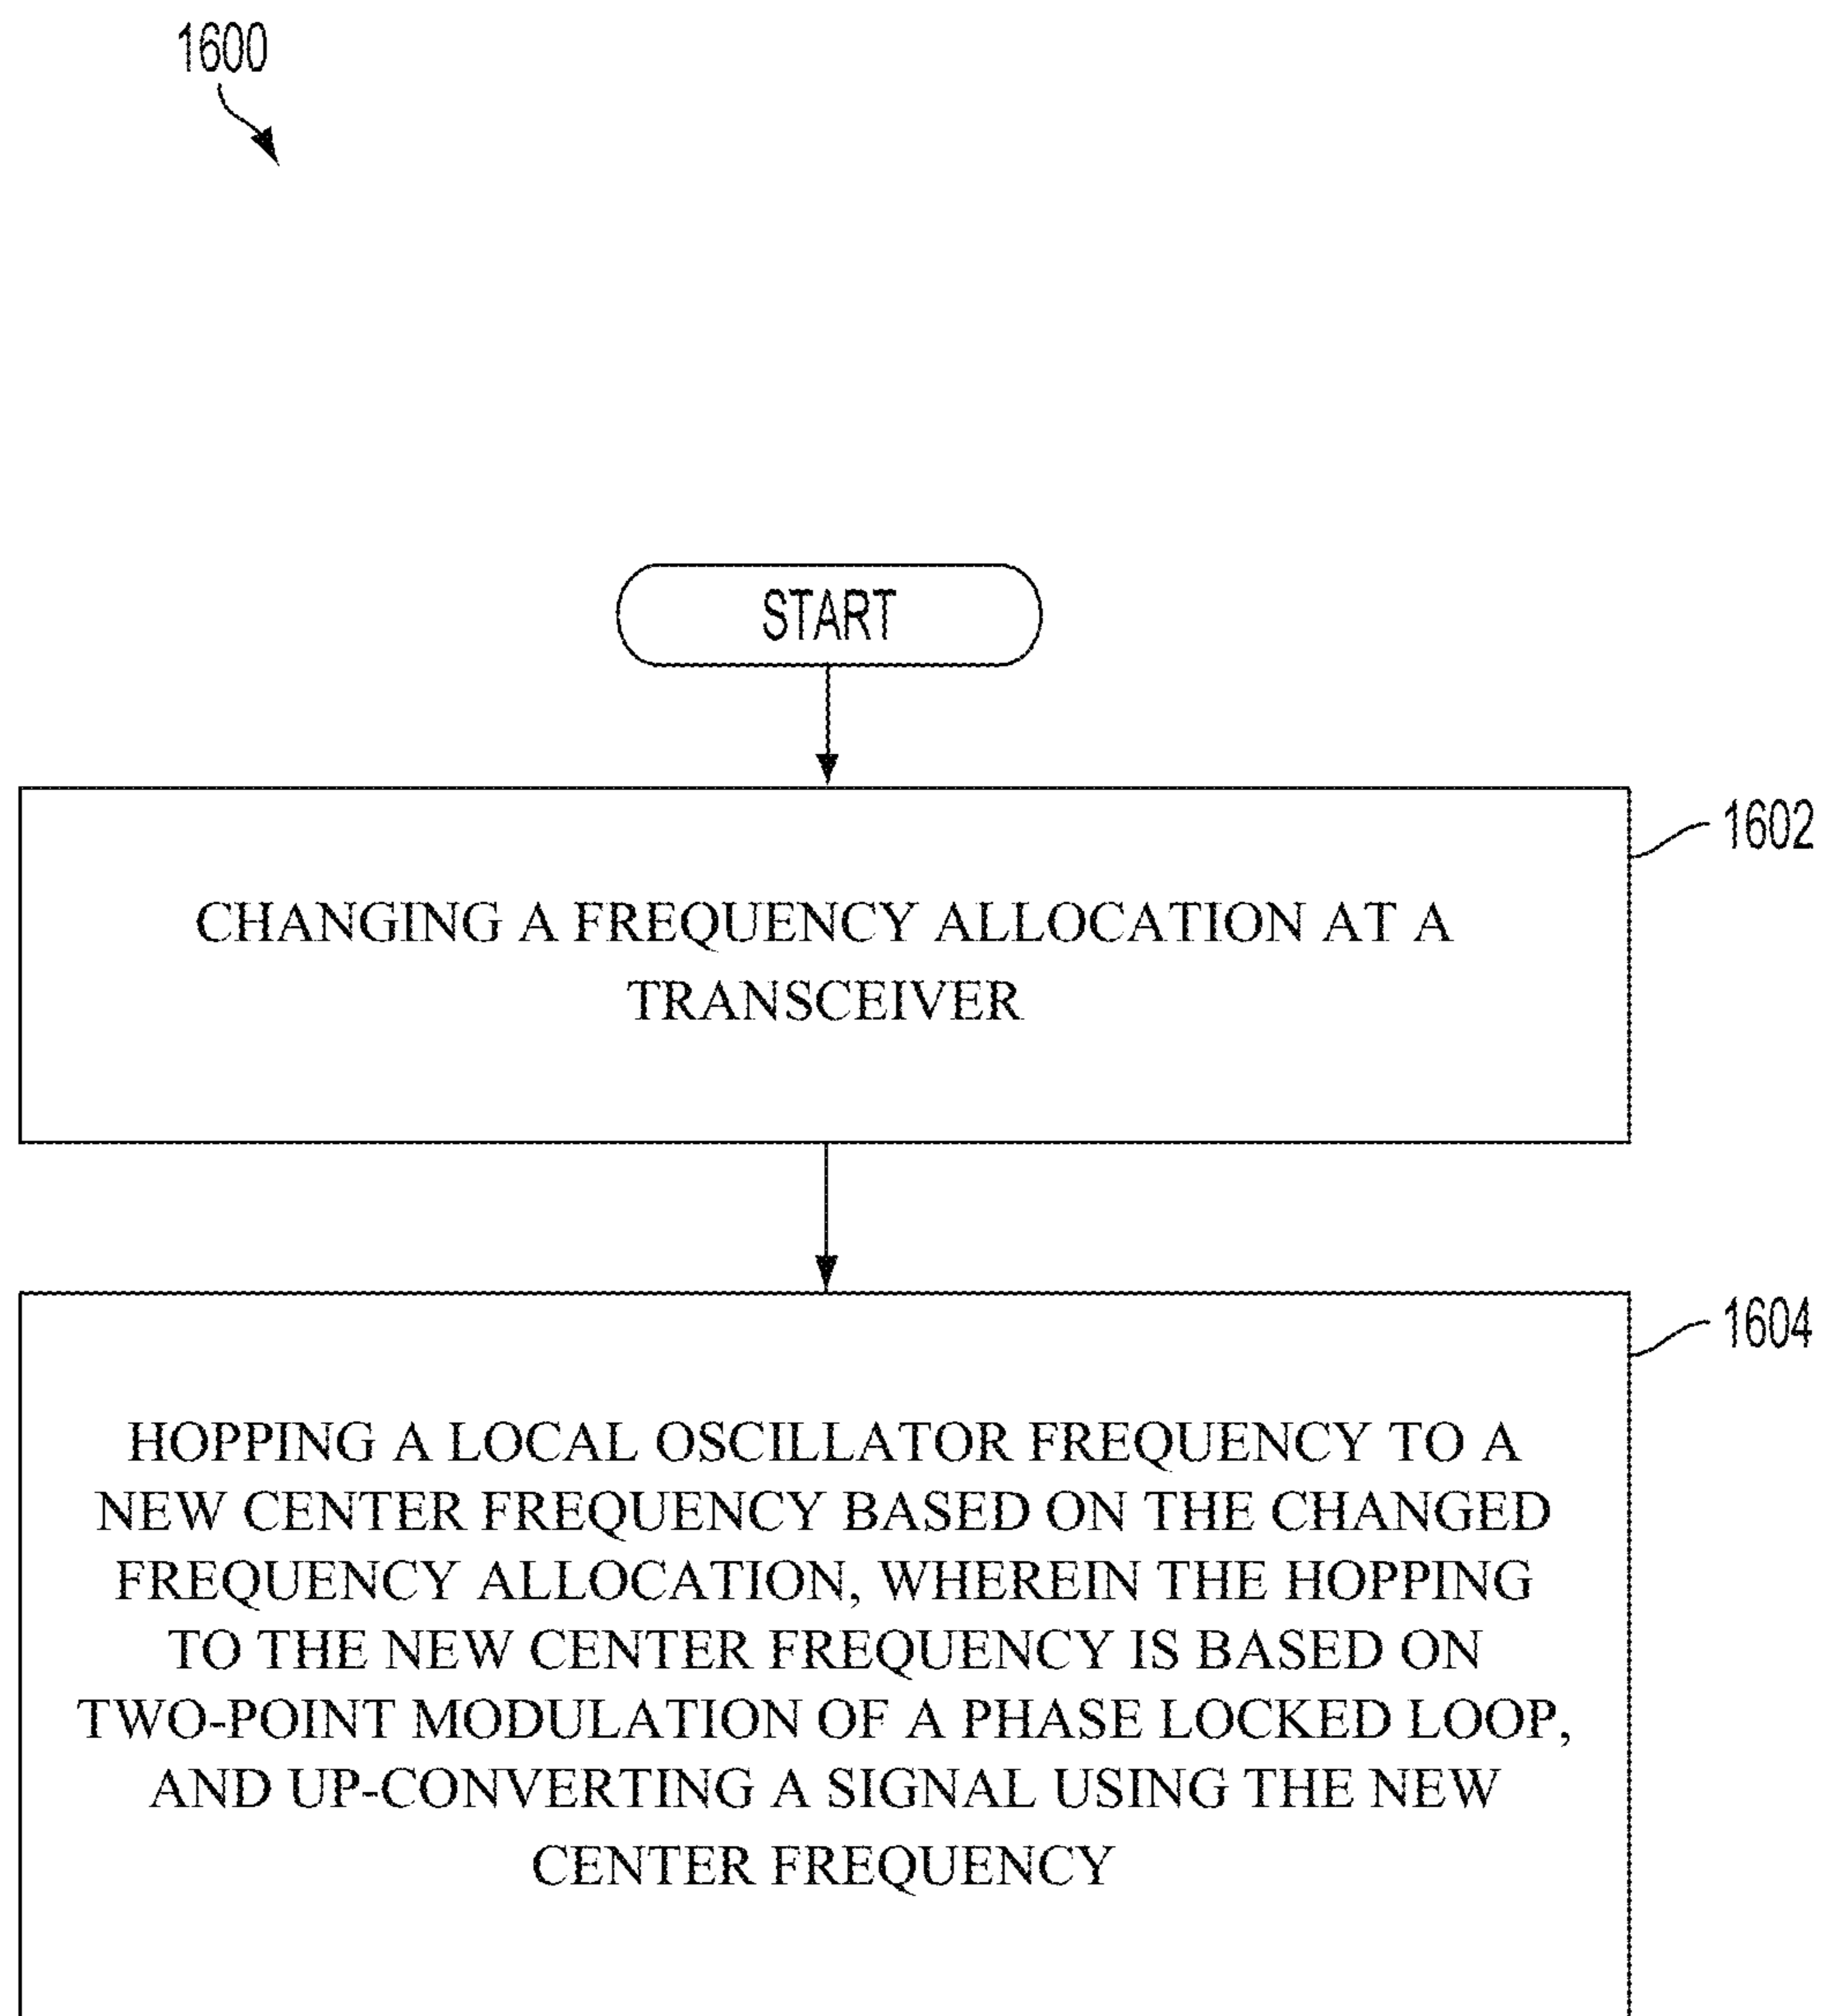 1600
START
1602
CHANGING A FREQUENCY ALLOCATION AT A
TRANSCEIVER
1604
HOPPING A LOCAL OSCILLATOR FREQUENCY TO A
NEW CENTER FREQUENCY BASED ON THE CHANGED
FREQUENCY ALLOCATION, WHEREIN THE HOPPING
TO THE NEW CENTER FREQUENCY IS BASED ON
TWO-POINT MODULATION OF A PHASE LOCKED LOOP,
AND UP-CONVERTING A SIGNAL USING THE NEW
CENTER FREQUENCY